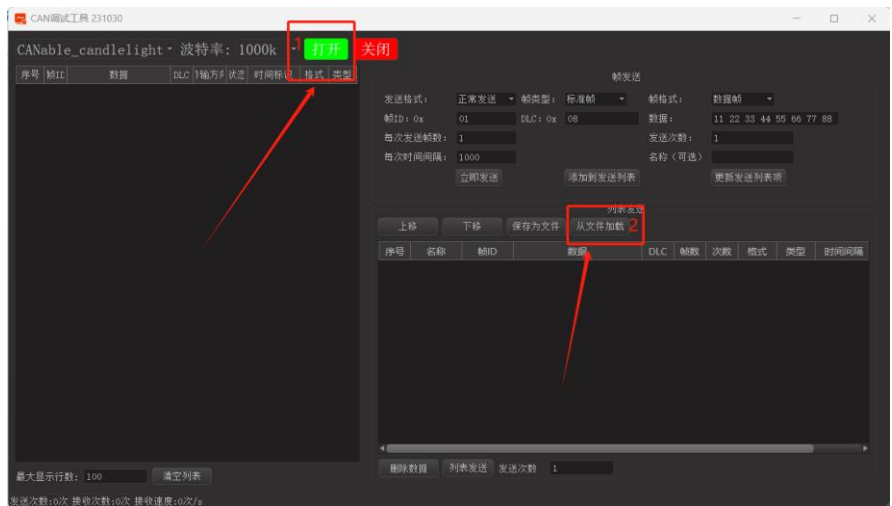 CAN调试工具 231030
CANable_candlelight 波特率: 1000k 1 打开 关闭
序号 帧ID 数据 DLC 传输方向 状态 时间标识 格式 类型
帧发送
发送格式: 正常发送 帧类型: 标准帧 帧格式: 数据帧
帧ID: 0x 01 DLC: 0x 08 数据: 11 22 33 44 55 66 77 88
每次发送帧数: 1 发送次数: 1
每次时间间隔: 1000 名称 (可选)
立即发送 添加到发送列表 更新发送列表项
列表发送
上移 下移 保存为文件 从文件加载 2
序号 名称 帧ID 数据 DLC 帧数 次数 格式 类型 时间间隔
删除数据 列表发送 发送次数 1
最大显示行数: 100 清空列表
发送次数:0次 接收次数:0次 接收速度:0次/s